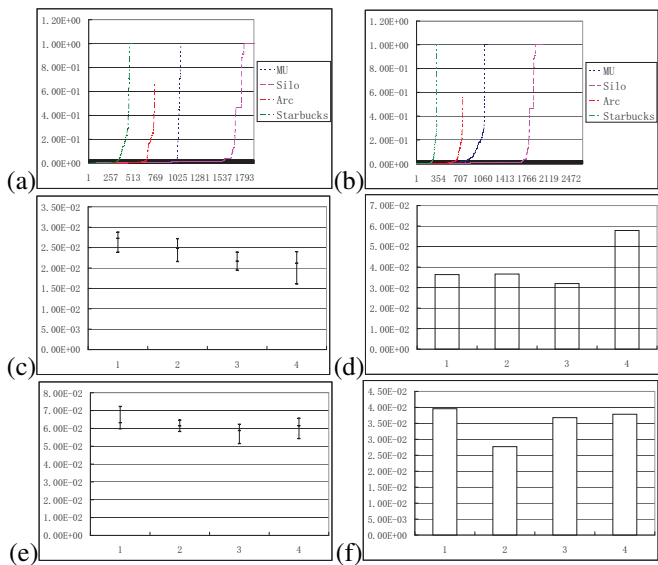 1.20E+00
1.00E+00
8.00E-01
6.00E-01
4.00E-01
2.00E-01
0.00E+00
MU
Silo
Arc
Starbucks
(a)
1 257 513 769 1025 1281 1537 1793
1.20E+00
1.00E+00
8.00E-01
6.00E-01
4.00E-01
2.00E-01
0.00E+00
MU
Silo
Arc
Starbucks
(b)
1 354 707 1060 1413 1766 2119 2472
3.50E-02
3.00E-02
2.50E-02
2.00E-02
1.50E-02
1.00E-02
5.00E-03
0.00E+00
(c)
1 2 3 4
7.00E-02
6.00E-02
5.00E-02
4.00E-02
3.00E-02
2.00E-02
1.00E-02
0.00E+00
(d)
1 2 3 4
8.00E-02
7.00E-02
6.00E-02
5.00E-02
4.00E-02
3.00E-02
2.00E-02
1.00E-02
0.00E+00
(e)
1 2 3 4
4.50E-02
4.00E-02
3.50E-02
3.00E-02
2.50E-02
2.00E-02
1.50E-02
1.00E-02
5.00E-03
0.00E+00
(f)
1 2 3 4